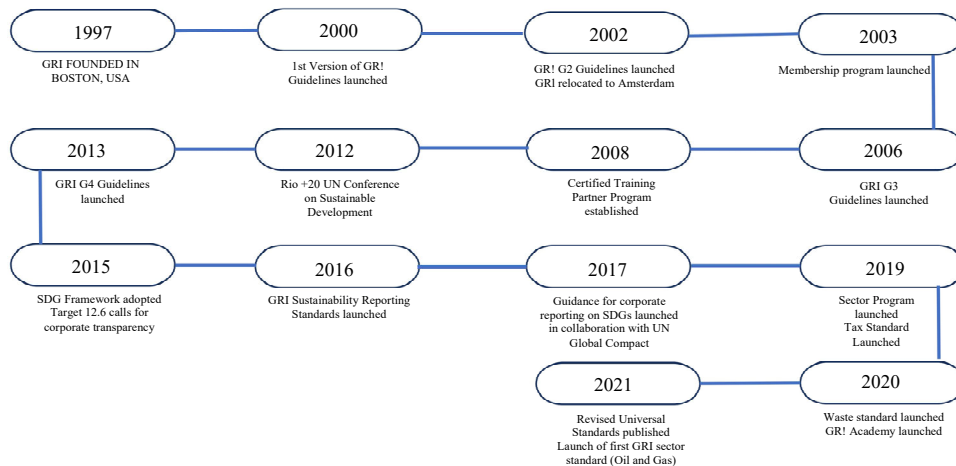 1997
GRI FOUNDED IN
BOSTON, USA
2000
1st Version of GR!
Guidelines launched
2002
GR! G2 Guidelines launched
GRI relocated to Amsterdam
2003
Membership program launched
2006
GRI G3
Guidelines launched
2008
Certified Training
Partner Program
established
2012
Rio +20 UN Conference
on Sustainable
Development
2013
GRI G4 Guidelines
launched
2015
SDG Framework adopted
Target 12.6 calls for
corporate transparency
2016
GRI Sustainability Reporting
Standards launched
2017
Guidance for corporate
reporting on SDGs launched
in collaboration with UN
Global Compact
2019
Sector Program
launched
Tax Standard
Launched
2020
Waste standard launched
GR! Academy launched
2021
Revised Universal
Standards published
Launch of first GRI sector
standard (Oil and Gas)